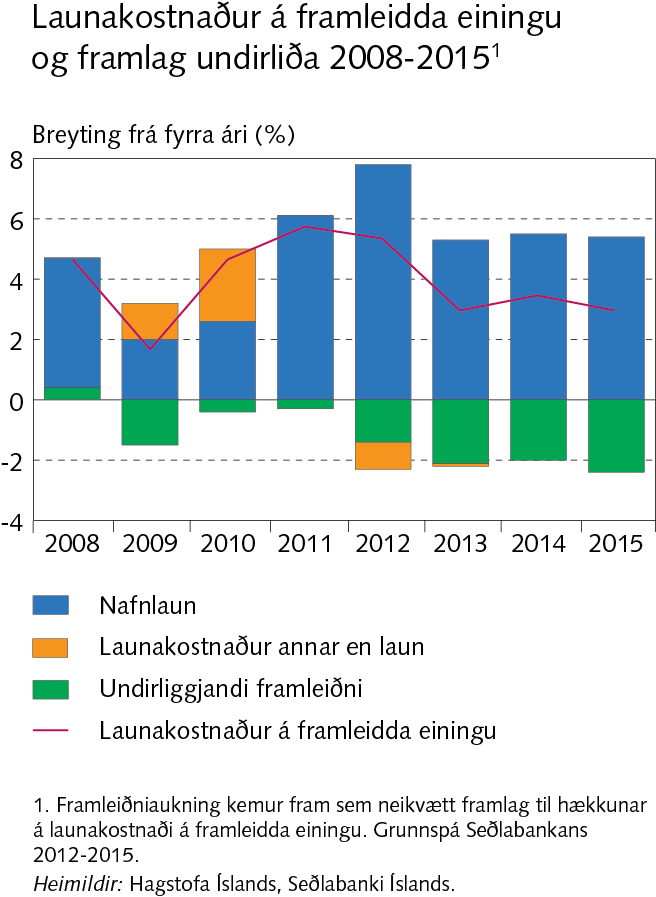 Launakostnaður á framleidda einingu
og framlag undirliða 2008-2015¹
Breyting frá fyrra ári (%)
8
6
4
2
0
-2
-4
2008 2009 2010 2011 2012 2013 2014 2015
Nafnlaun
Launakostnaður annar en laun
Undirliggjandi framleiðni
Launakostnaður á framleidda einingu
1. Framleiðniaukning kemur fram sem neikvætt framlag til hækkunar
á launakostnaði á framleidda einingu. Grunnspá Seðlabankans
2012-2015.
Heimildir: Hagstofa Íslands, Seðlabanki Íslands.